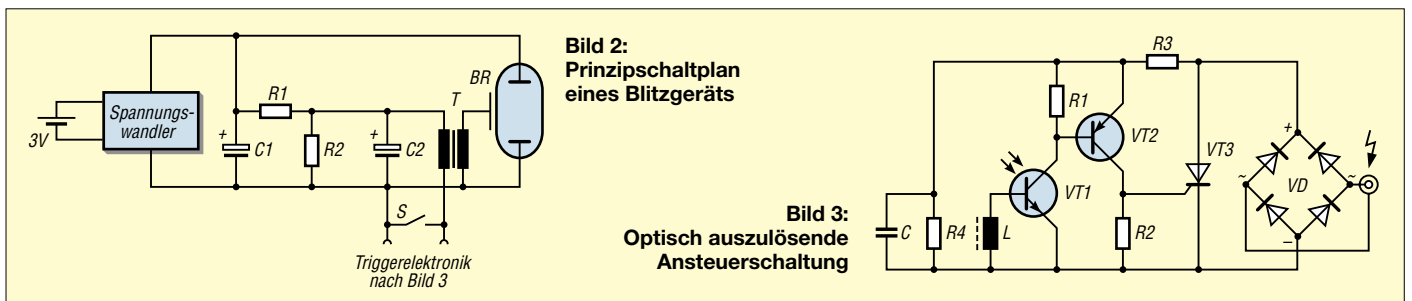 Bild 2:
Prinzipschaltplan
eines Blitzgeräts
3V
Spannungs-
wandler
+
C1
R1
R2
+
C2
T
BR
S
Triggerelektronik
nach Bild 3
Bild 3:
Optisch auszulösende
Ansteuerschaltung
C
R4
L
R1
VT1
VT2
R2
R3
VT3
+
~
VD
~
–